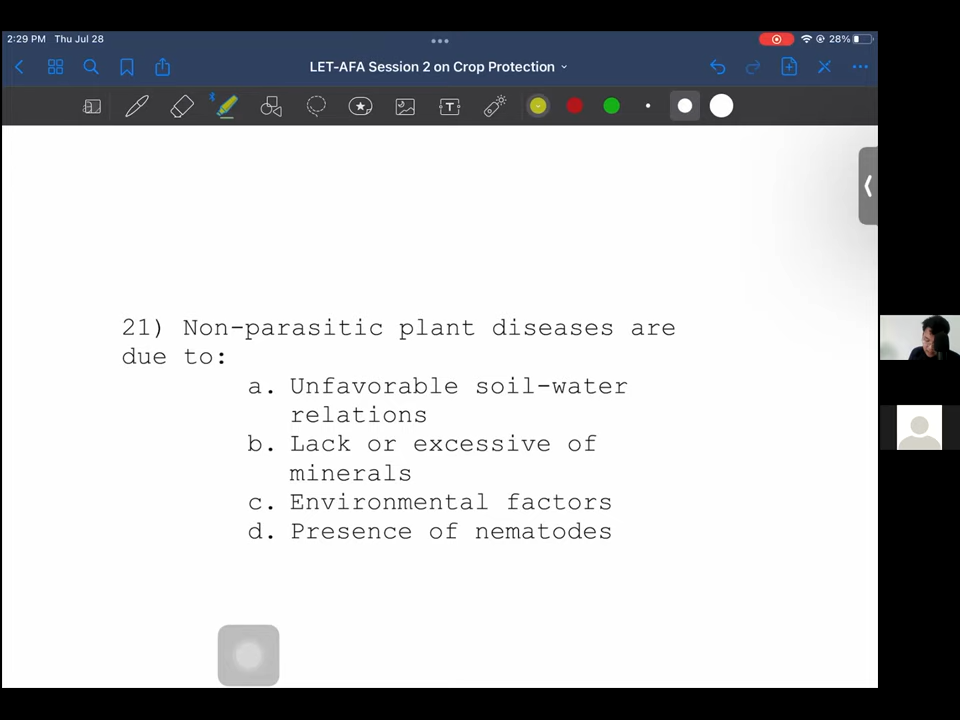 2:29 PM Thu Jul 28
28%
LET-AFA Session 2 on Crop Protection
T
21) Non-parasitic plant diseases are
due to:
a. Unfavorable soil-water
relations
b. Lack or excessive of
minerals
c. Environmental factors
d. Presence of nematodes